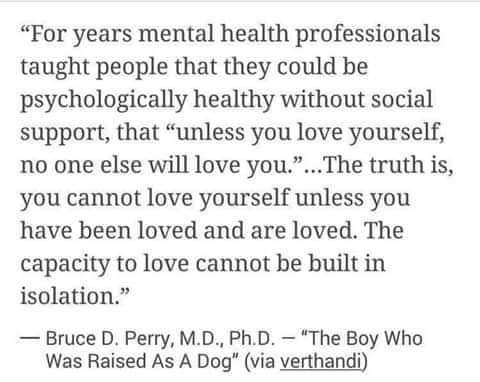 “For years mental health professionals
taught people that they could be
psychologically healthy without social
support, that “unless you love yourself,
no one else will love you.”...The truth is,
you cannot love yourself unless you
have been loved and are loved. The
capacity to love cannot be built in
isolation.”
— Bruce D. Perry, M.D., Ph.D. — "The Boy Who
Was Raised As A Dog" (via verthandi)